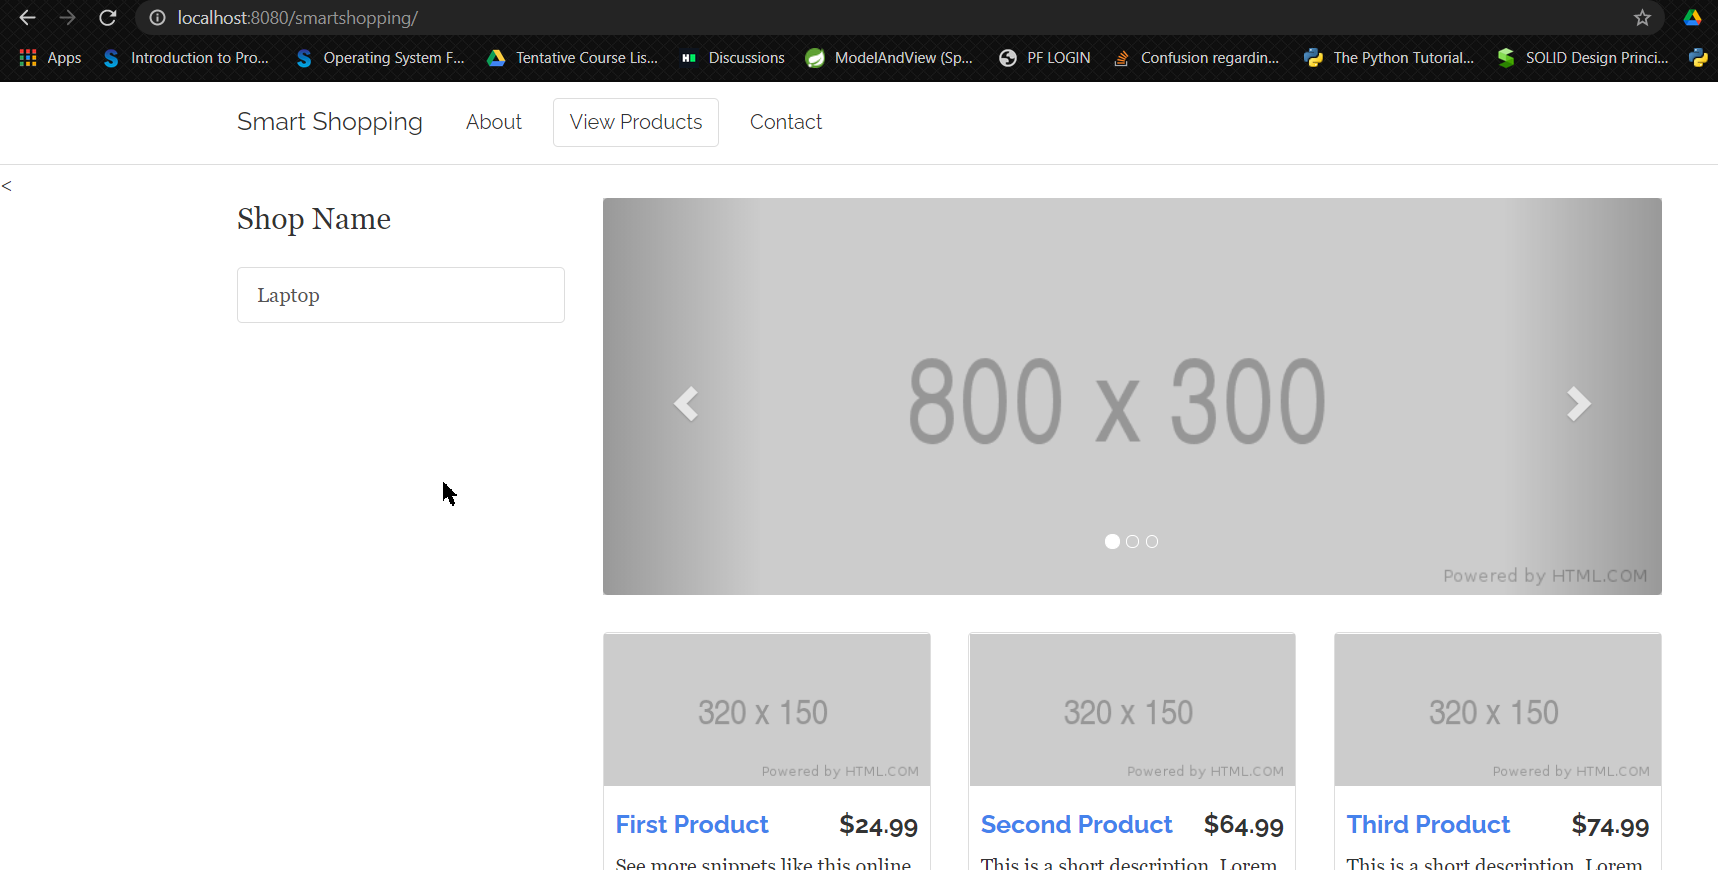 localhost:8080/smartshopping/
Apps Introduction to Pro... Operating System F... Tentative Course Lis... Discussions ModelAndView (Sp... PF LOGIN Confusion regardin... The Python Tutorial... SOLID Design Princi...
Smart Shopping About View Products Contact
<
Shop Name
Laptop
800 x 300
Powered by HTML.COM
320 x 150 320 x 150 320 x 150
Powered by HTML.COM Powered by HTML.COM Powered by HTML.COM
First Product $24.99 Second Product $64.99 Third Product $74.99
See more snippets like this online This is a short description. Lorem This is a short description. Lorem